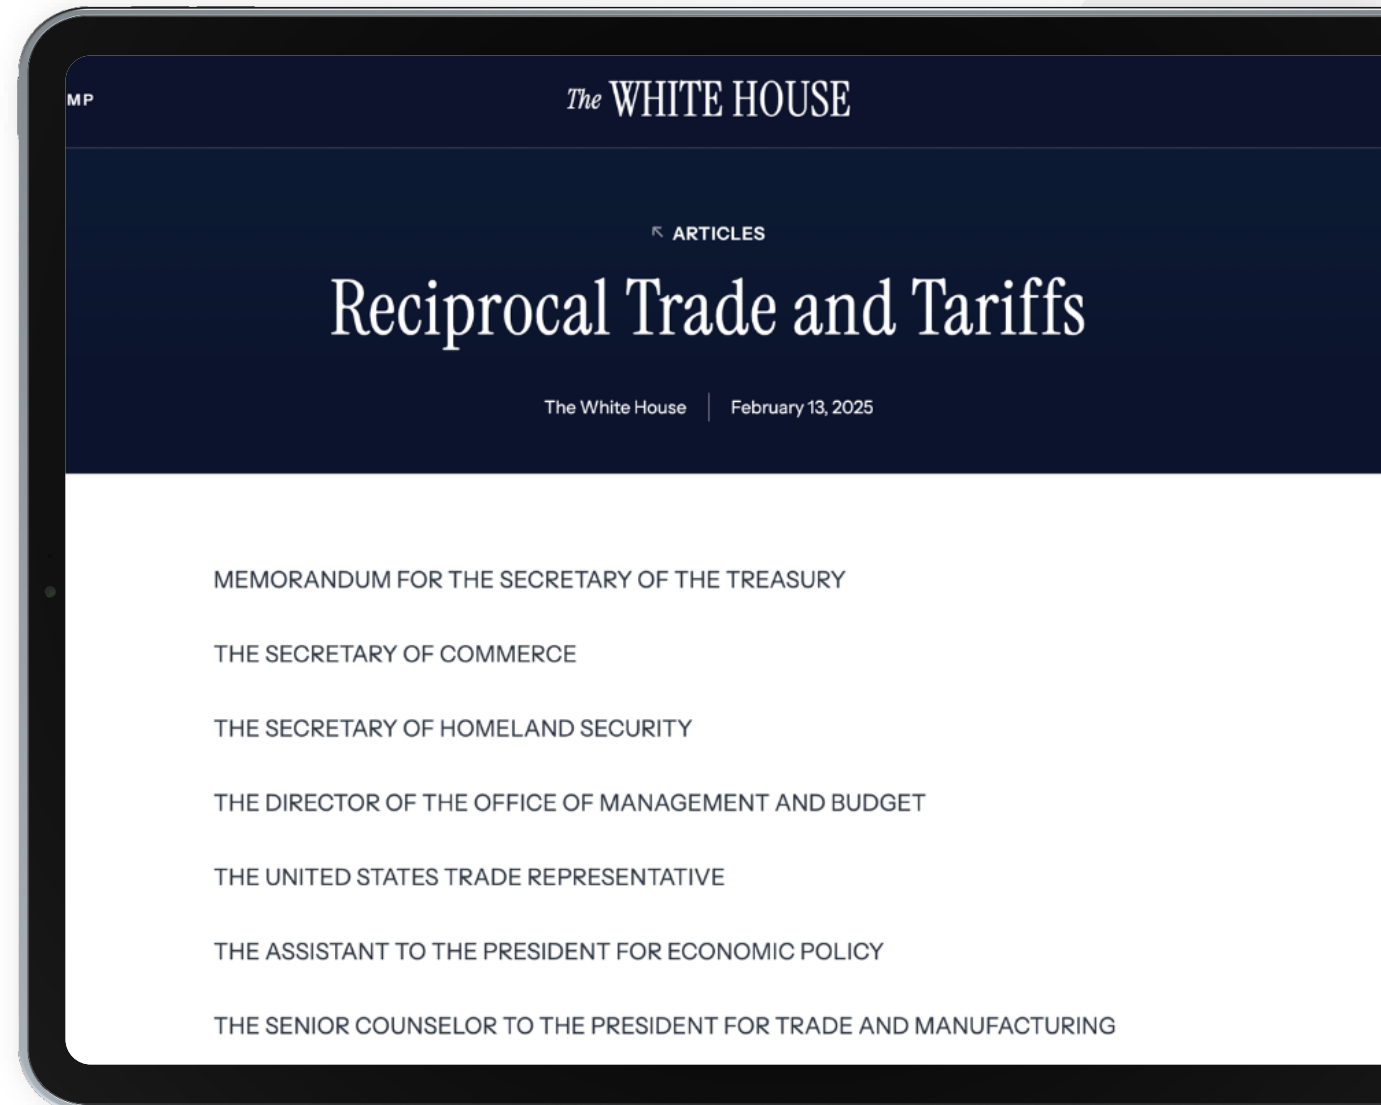 MP
The WHITE HOUSE
ARTICLES
Reciprocal Trade and Tariffs
The White House
February 13, 2025
MEMORANDUM FOR THE SECRETARY OF THE TREASURY
THE SECRETARY OF COMMERCE
THE SECRETARY OF HOMELAND SECURITY
THE DIRECTOR OF THE OFFICE OF MANAGEMENT AND BUDGET
THE UNITED STATES TRADE REPRESENTATIVE
THE ASSISTANT TO THE PRESIDENT FOR ECONOMIC POLICY
THE SENIOR COUNSELOR TO THE PRESIDENT FOR TRADE AND MANUFACTURING